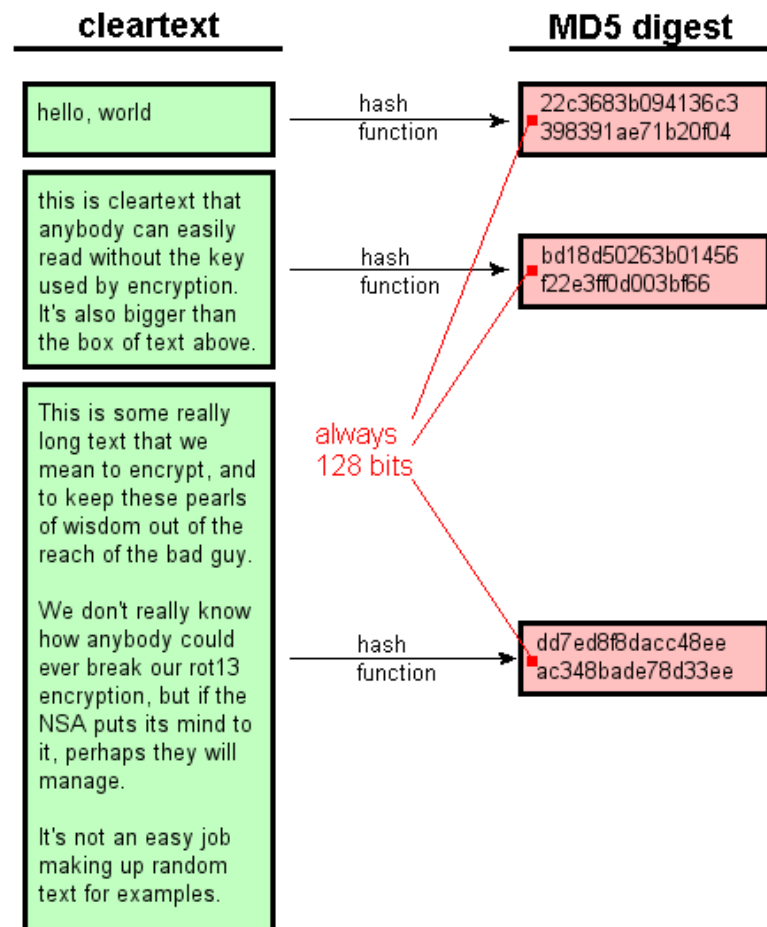 cleartext
MD5 digest
hello, world
hash
function
22c3683b094136c3
398391ae71b20f04
this is cleartext that
anybody can easily
read without the key
used by encryption.
It's also bigger than
the box of text above.
hash
function
bd18d50263b01456
f22e3ff0d003bf66
always
128 bits
This is some really
long text that we
mean to encrypt, and
to keep these pearls
of wisdom out of the
reach of the bad guy.
We don't really know
how anybody could
ever break our rot13
encryption, but if the
NSA puts its mind to
it, perhaps they will
manage.
It's not an easy job
making up random
text for examples.
hash
function
dd7ed8f8dacc48ee
ac348bade78d33ee